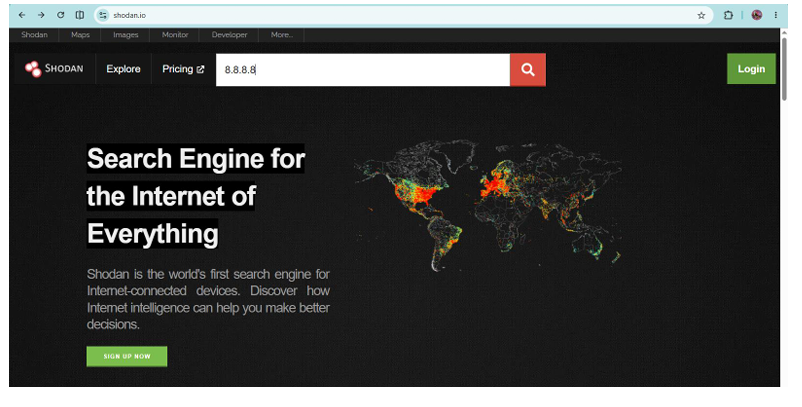 shodan.io
Shodan Maps Images Monitor Developer More...
SHODAN Explore Pricing 8.8.8.8 Login
Search Engine for
the Internet of
Everything
Shodan is the world's first search engine for
Internet-connected devices. Discover how
Internet intelligence can help you make better
decisions.
SIGN UP NOW